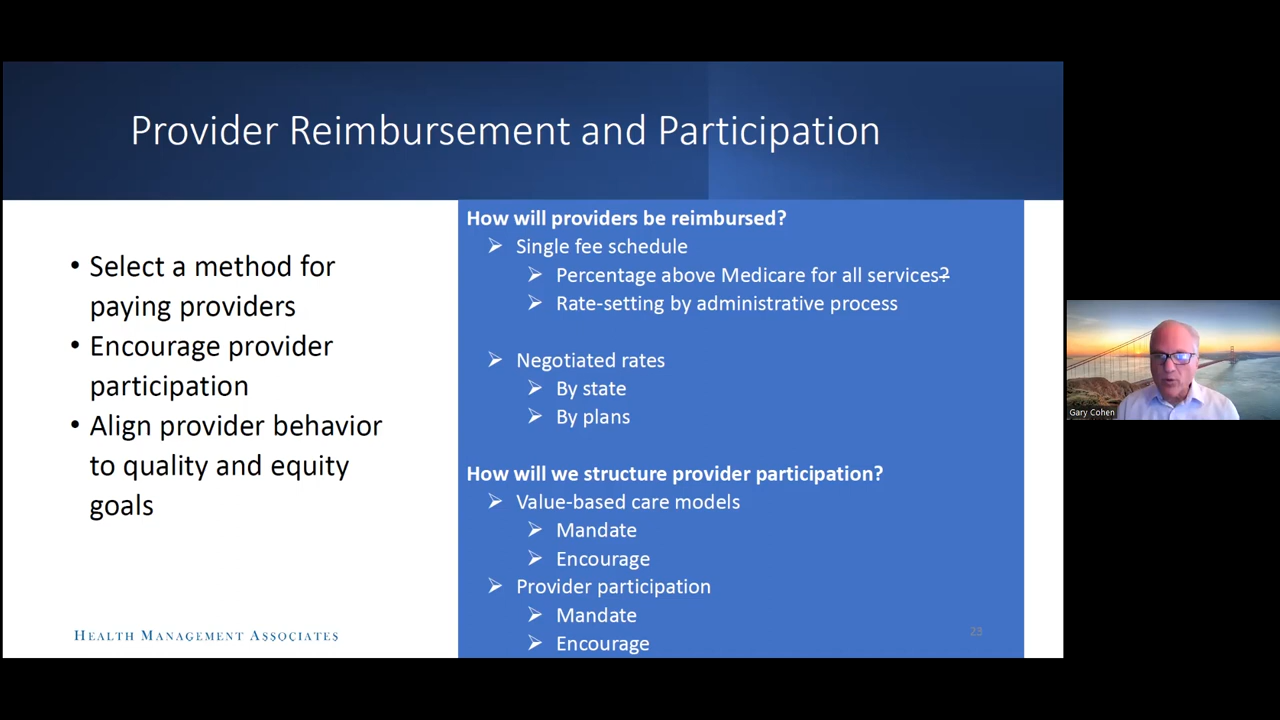 Provider Reimbursement and Participation
• Select a method for
paying providers
• Encourage provider
participation
• Align provider behavior
to quality and equity
goals
HEALTH MANAGEMENT ASSOCIATES
How will providers be reimbursed?
➢ Single fee schedule
➢ Percentage above Medicare for all services?
➢ Rate-setting by administrative process
➢ Negotiated rates
➢ By state
➢ By plans
How will we structure provider participation?
➢ Value-based care models
➢ Mandate
➢ Encourage
➢ Provider participation
➢ Mandate
➢ Encourage
23
Gary Cohen